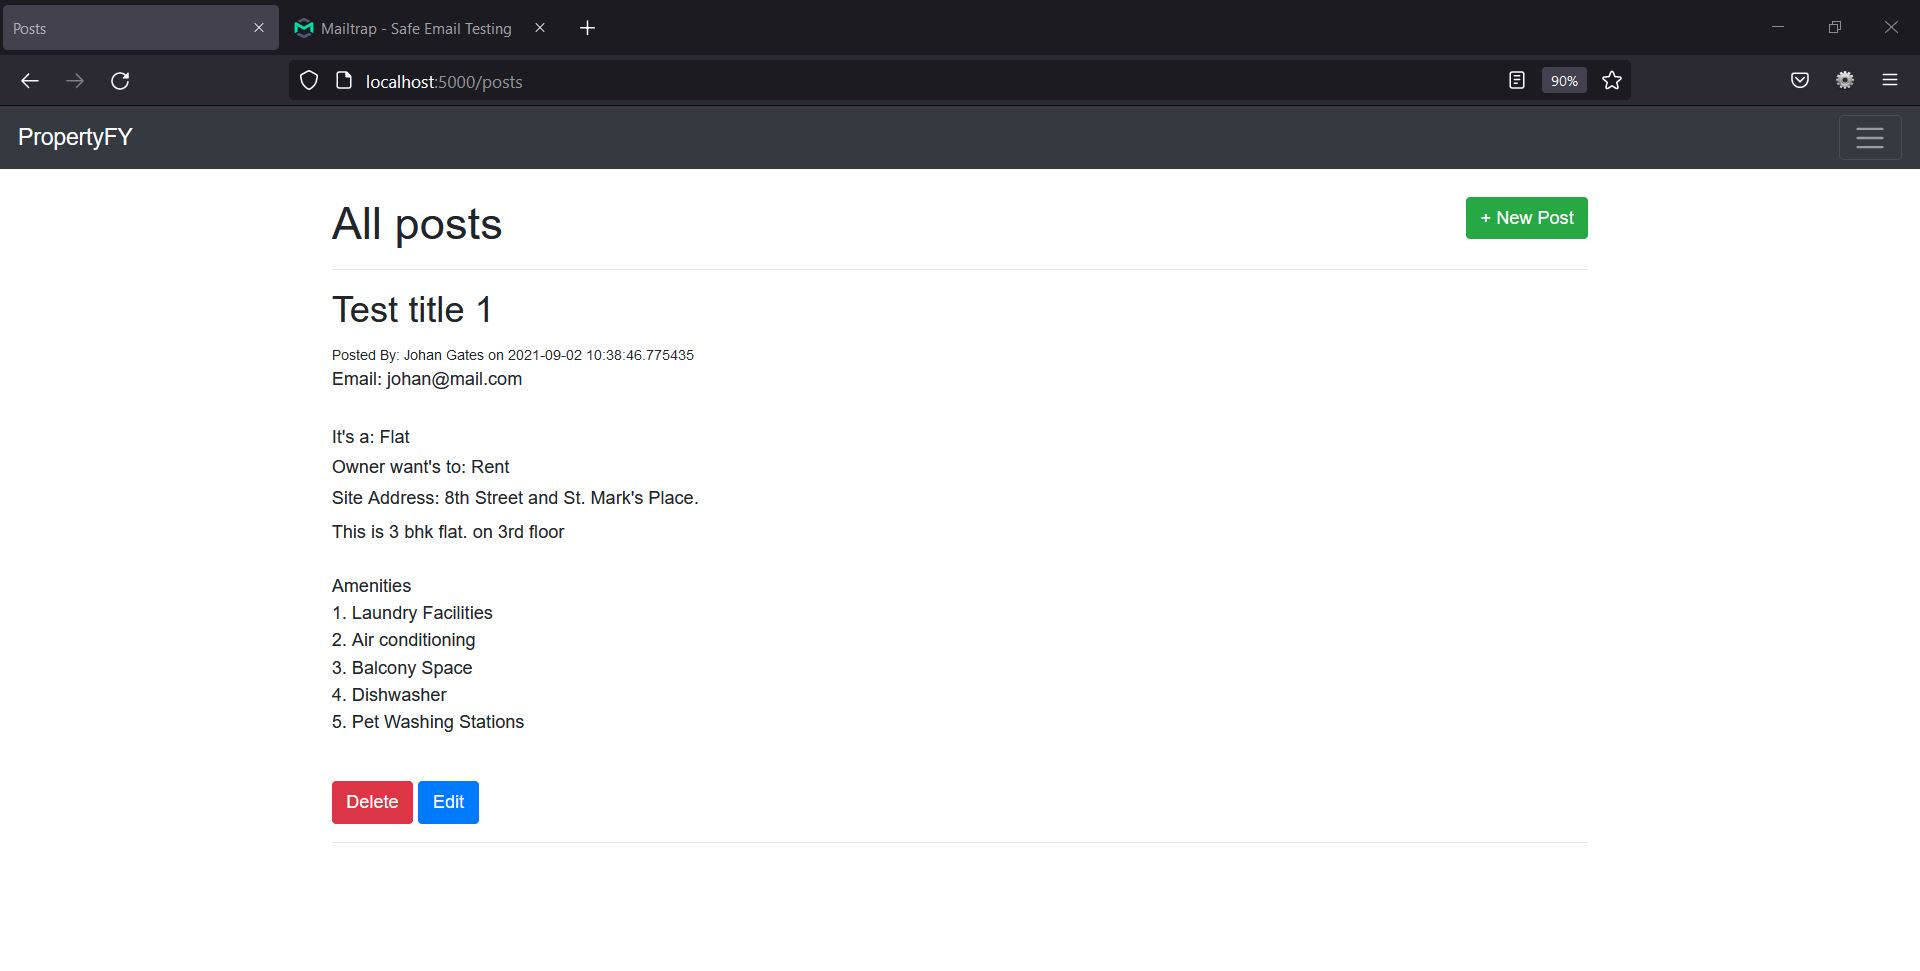 Posts
Mailtrap - Safe Email Testing
localhost:5000/posts
90%
PropertyFY
All posts
+ New Post
Test title 1
Posted By: Johan Gates on 2021-09-02 10:38:46.775435
Email: johan@mail.com
It's a: Flat
Owner want's to: Rent
Site Address: 8th Street and St. Mark's Place.
This is 3 bhk flat. on 3rd floor
Amenities
1. Laundry Facilities
2. Air conditioning
3. Balcony Space
4. Dishwasher
5. Pet Washing Stations
Delete Edit